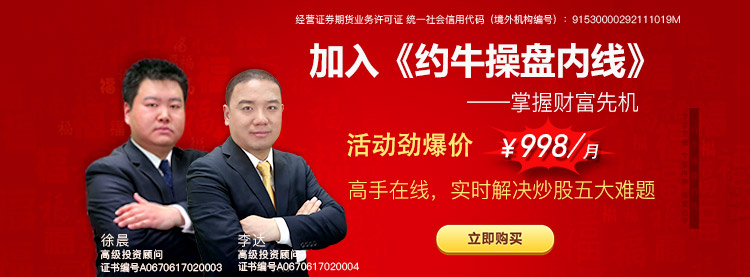 经营证券期货业务许可证 统一社会信用代码（境外机构编号）：91530000292111019M
加入《约牛操盘内线》
——掌握财富先机
活动劲爆价 ￥998/月
高手在线，实时解决炒股五大难题
立即购买
徐晨
高级投资顾问
证书编号A0670617020003
李达
高级投资顾问
证书编号A0670617020004